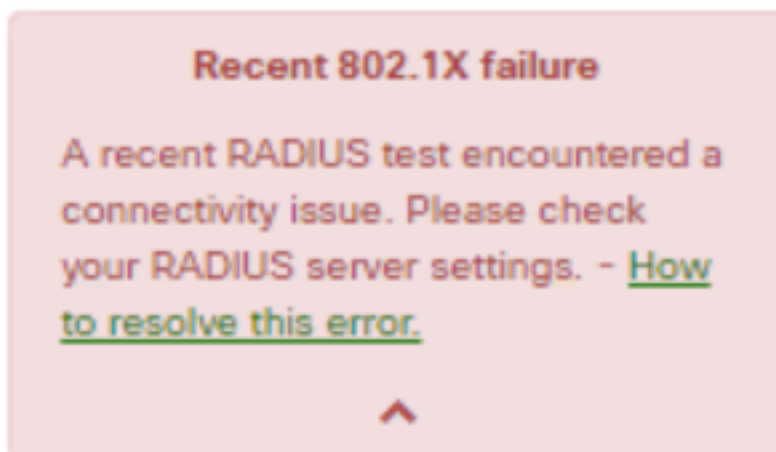 Recent 802.1X failure
A recent RADIUS test encountered a
connectivity issue. Please check
your RADIUS server settings. - How
to resolve this error.